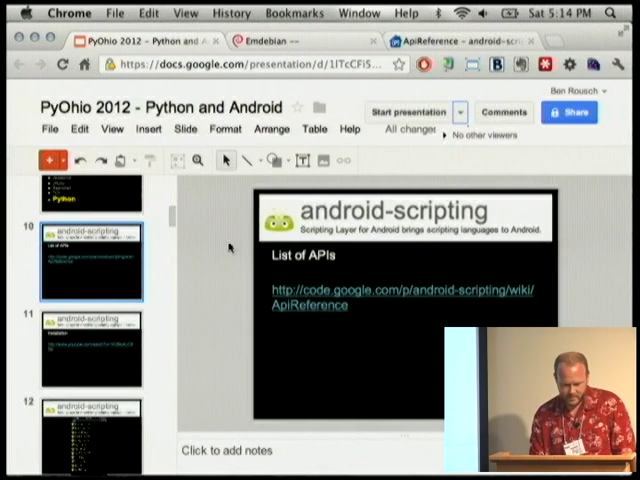 Chrome File Edit View History Bookmarks Window Help Sat 5:14 PM
PyOhio 2012 - Python and A
Emdebian --
ApiReference - android-scri
https://docs.google.com/presentation/d/1lTcCFi5...
Ben Rousch
PyOhio 2012 - Python and Android
Start presentation
Comments
Share
File Edit View Insert Slide Format Arrange Table Help
All changes
No other viewers
Python
10
android-scripting
List of APIs
11
android-scripting
Installation
12
android-scripting
android-scripting
Scripting Layer for Android brings scripting languages to Android.
List of APIs
http://code.google.com/p/android-scripting/wiki/
ApiReference
Click to add notes